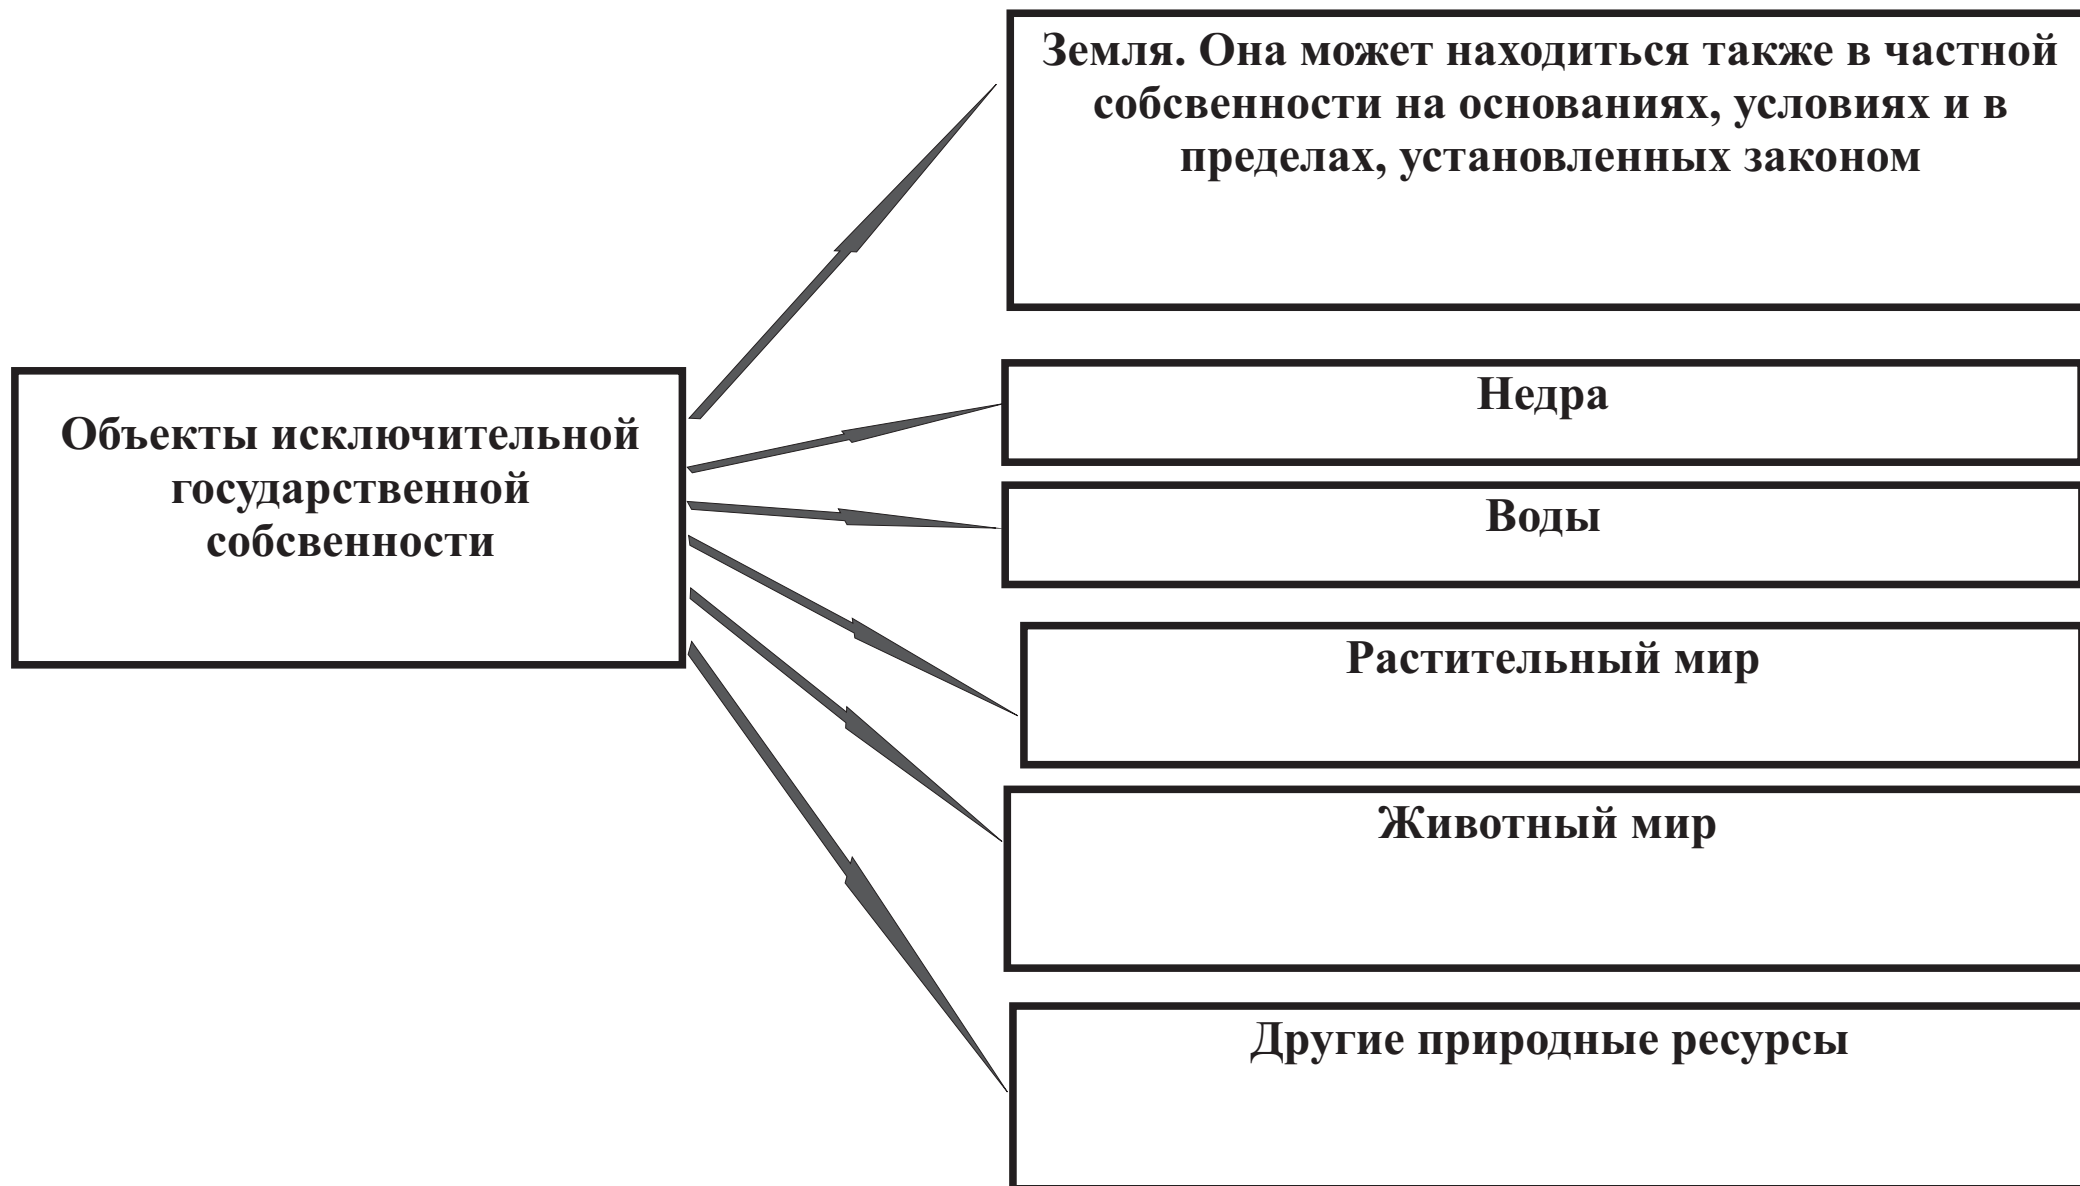 Земля. Она может находиться также в частной
собсвенности на основаниях, условиях и в
пределах, установленных законом
Объекты исключительной
государственной
собсвенности
Недра
Воды
Растительный мир
Животный мир
Другие природные ресурсы